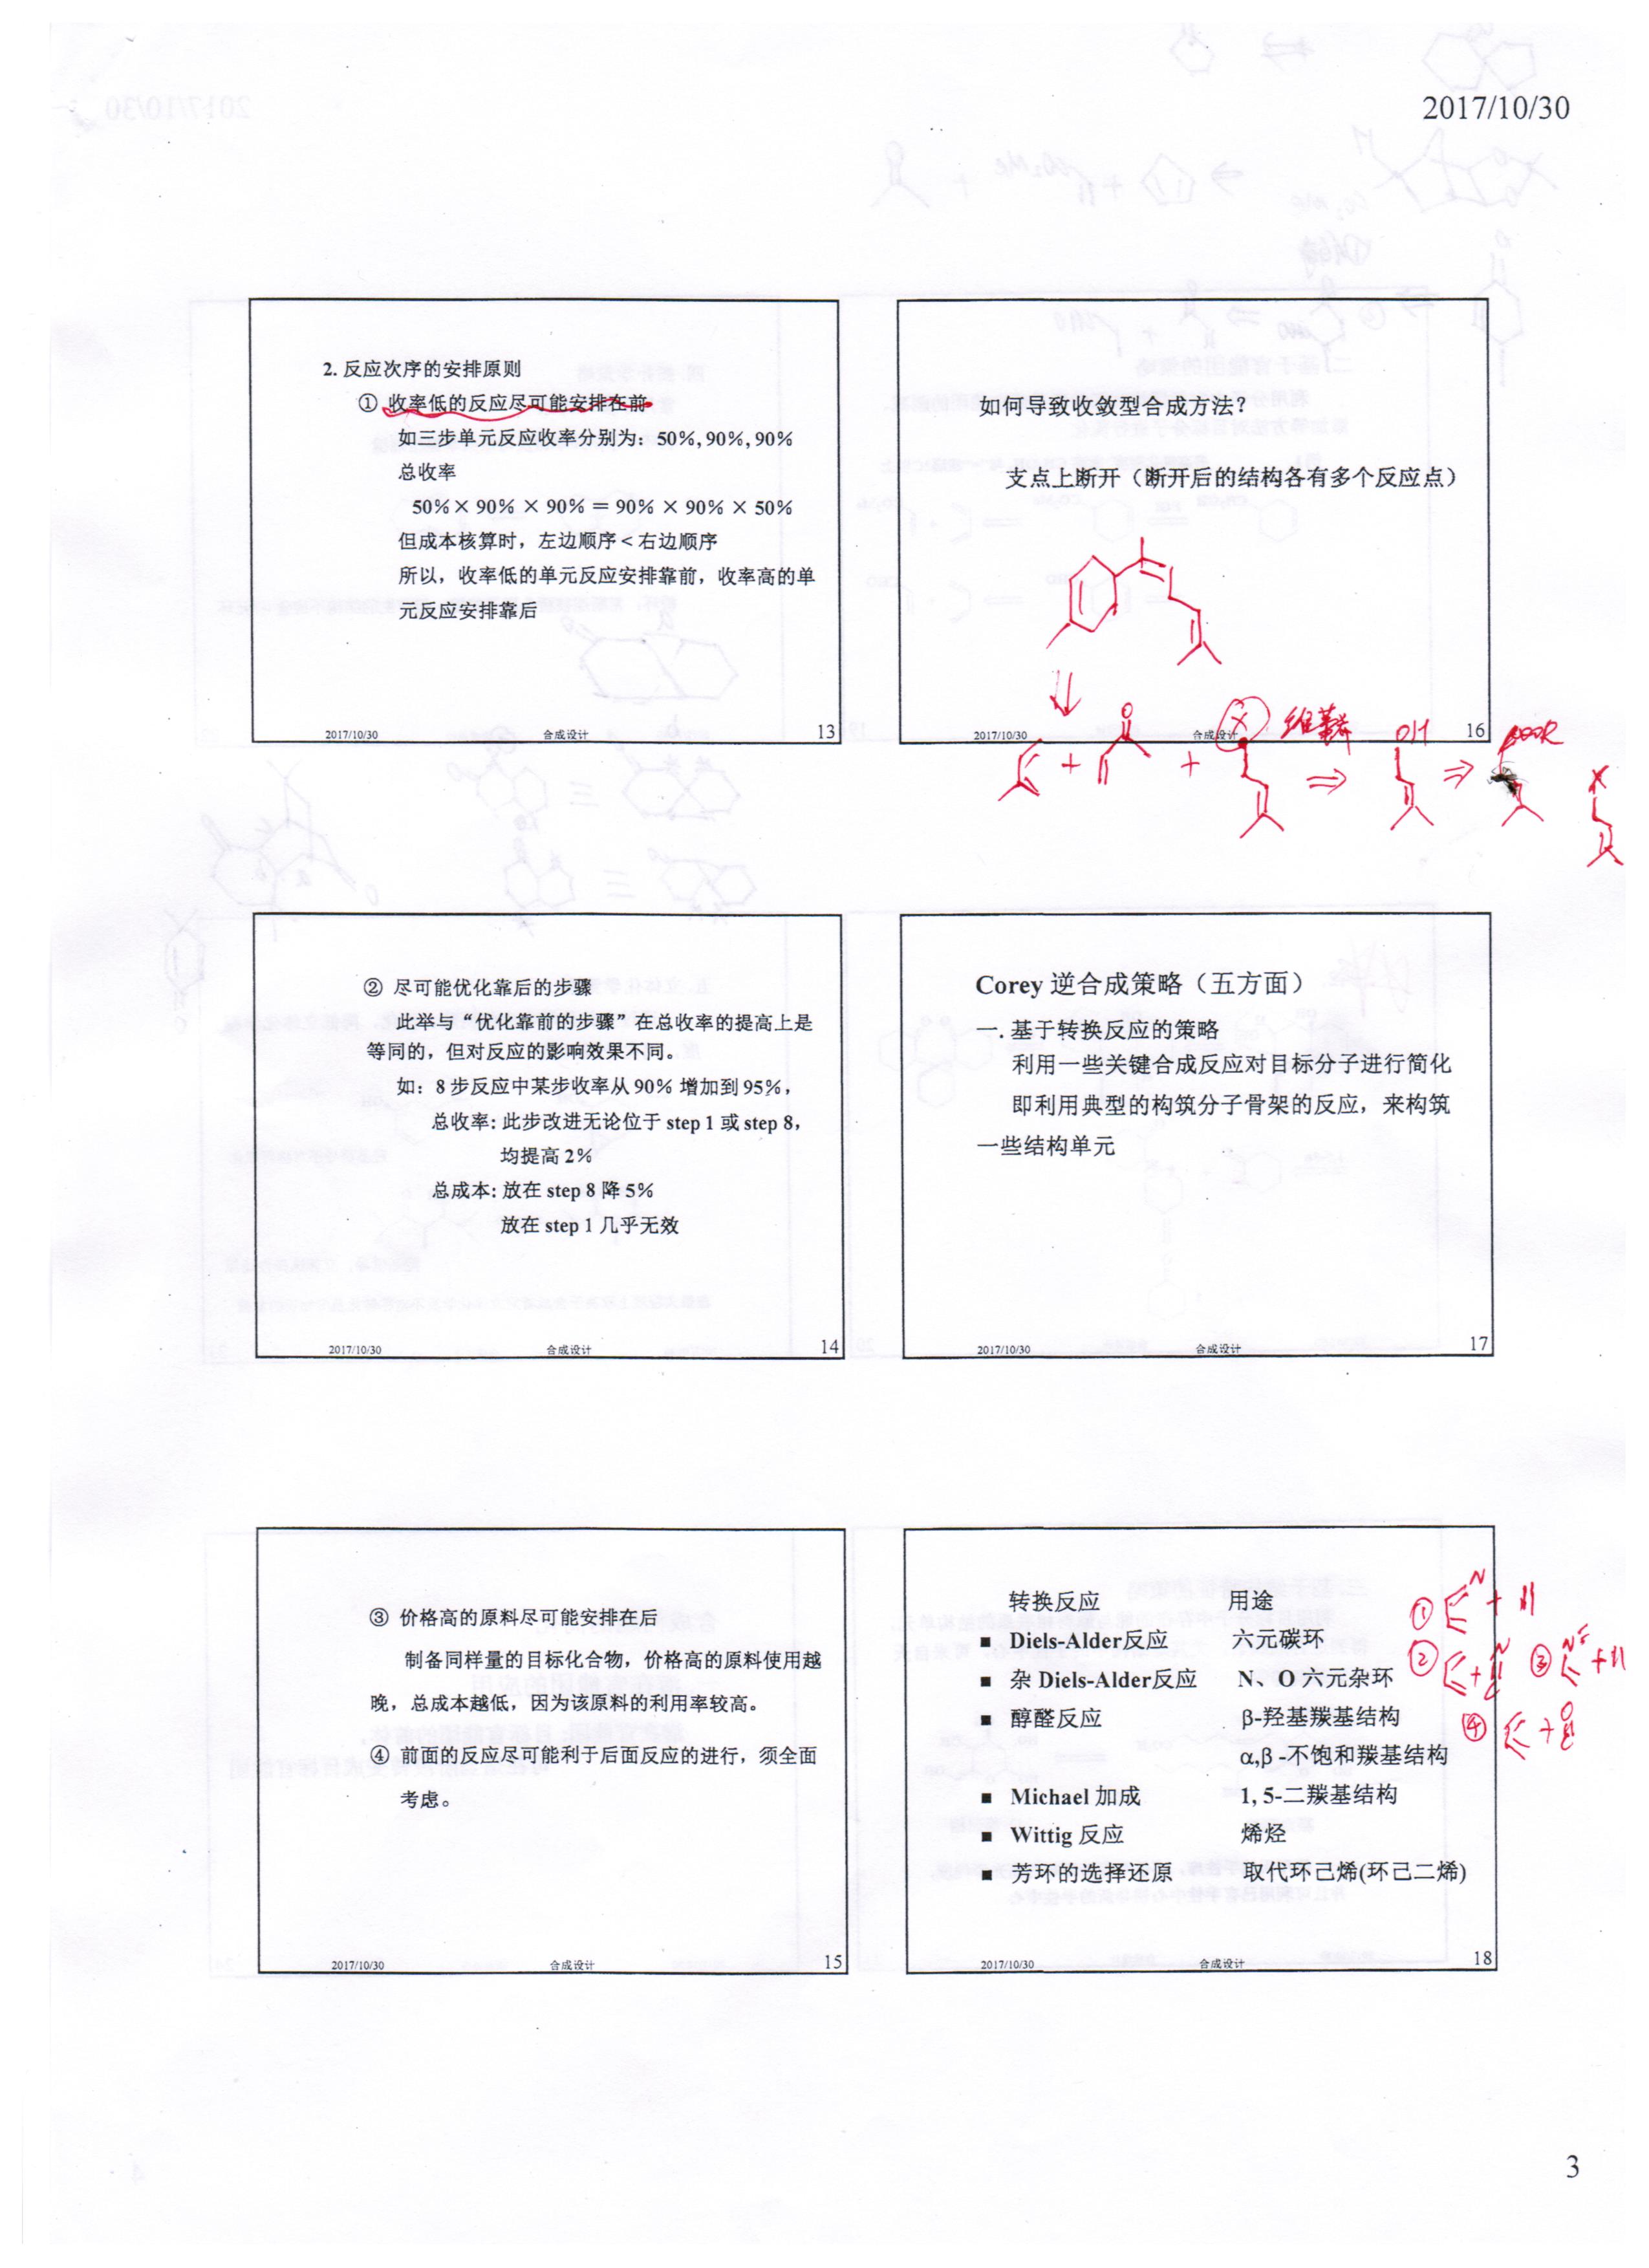 2017/10/30
2. 反应次序的安排原则
① 收率低的反应尽可能安排在前
如三步单元反应收率分别为：50%, 90%, 90%
总收率
50% × 90% × 90% = 90% × 90% × 50%
但成本核算时，左边顺序 < 右边顺序
所以，收率低的单元反应安排靠前，收率高的单
元反应安排靠后
2017/10/30 合成设计 13
② 尽可能优化靠后的步骤
此举与“优化靠前的步骤”在总收率的提高上是
等同的，但对反应的影响效果不同。
如：8 步反应中某步收率从 90% 增加到 95%，
总收率: 此步改进无论位于 step 1 或 step 8，
均提高 2%
总成本: 放在 step 8 降 5%
放在 step 1 几乎无效
2017/10/30 合成设计 14
③ 价格高的原料尽可能安排在后
制备同样量的目标化合物，价格高的原料使用越
晚，总成本越低，因为该原料的利用率较高。
④ 前面的反应尽可能利于后面反应的进行，须全面
考虑。
2017/10/30 合成设计 15
如何导致收敛型合成方法？
支点上断开（断开后的结构各有多个反应点）
2017/10/30 合成设计 16
O
+ + X ⇒ OH ⇒ COOR
X
Corey 逆合成策略（五方面）
一. 基于转换反应的策略
利用一些关键合成反应对目标分子进行简化
即利用典型的构筑分子骨架的反应，来构筑
一些结构单元
2017/10/30 合成设计 17
转换反应 用途
■ Diels-Alder反应 六元碳环
■ 杂 Diels-Alder反应 N、O 六元杂环
■ 醇醛反应 β-羟基羰基结构
α,β -不饱和羰基结构
■ Michael 加成 1, 5-二羰基结构
■ Wittig 反应 烯烃
■ 芳环的选择还原 取代环己烯(环己二烯)
2017/10/30 合成设计 18
① N +
② + N ③ N +
④ + O
3